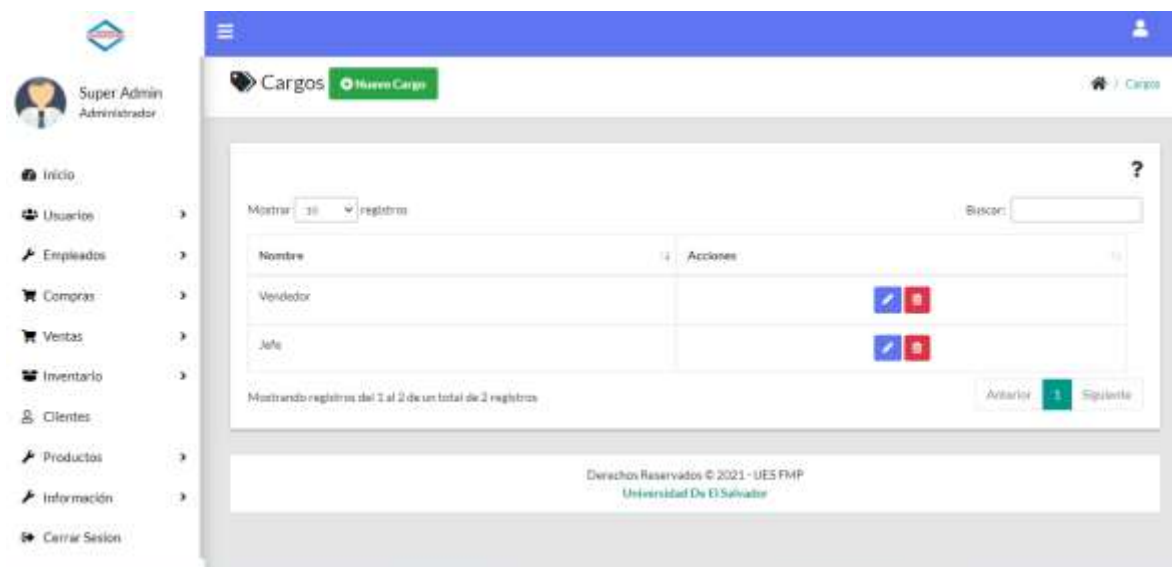 Super Admin
Administrador
Inicio
Usuarios
Empleados
Compras
Ventas
Inventario
Clientes
Productos
Información
Cerrar Sesion
Cargos
Nuevo Cargo
/ Cargos
?
Mostrar 10 registros
Buscar:
Nombre Acciones
Vendedor
Jefe
Mostrando registros del 1 al 2 de un total de 2 registros
Anterior 1 Siguiente
Derechos Reservados © 2021 - UES FMP
Universidad De El Salvador